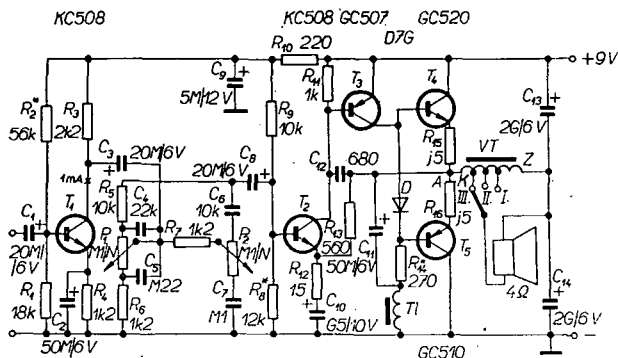 KC508
KC508 GC507 GC520
D7G
R10 220
+9V
R2* 56k
R3 2k2
C9 5M/12V
R11 1k
T3
T4
R9 10k
C3 20M/6V
20M/6V C8
1mA
R5 10k
C4 22k
C6 10k
C12 680
R15 j5
VT
C13 2G/6V
A K Z
III II I.
C1 20M/6V
T1
P1 M1/N
R7 1k2
P2 M1/N
T2
R13 560
C11 50M/6V
D
R16 j5
T5
C5 M22
R1 18k
C2 50M/6V
R4 1k2
R6 1k2
C7 M1
R8* 12k
R12 15
C10 G5/10V
R14* 270
Tl
4Ω
C14 2G/6V
GC510
−